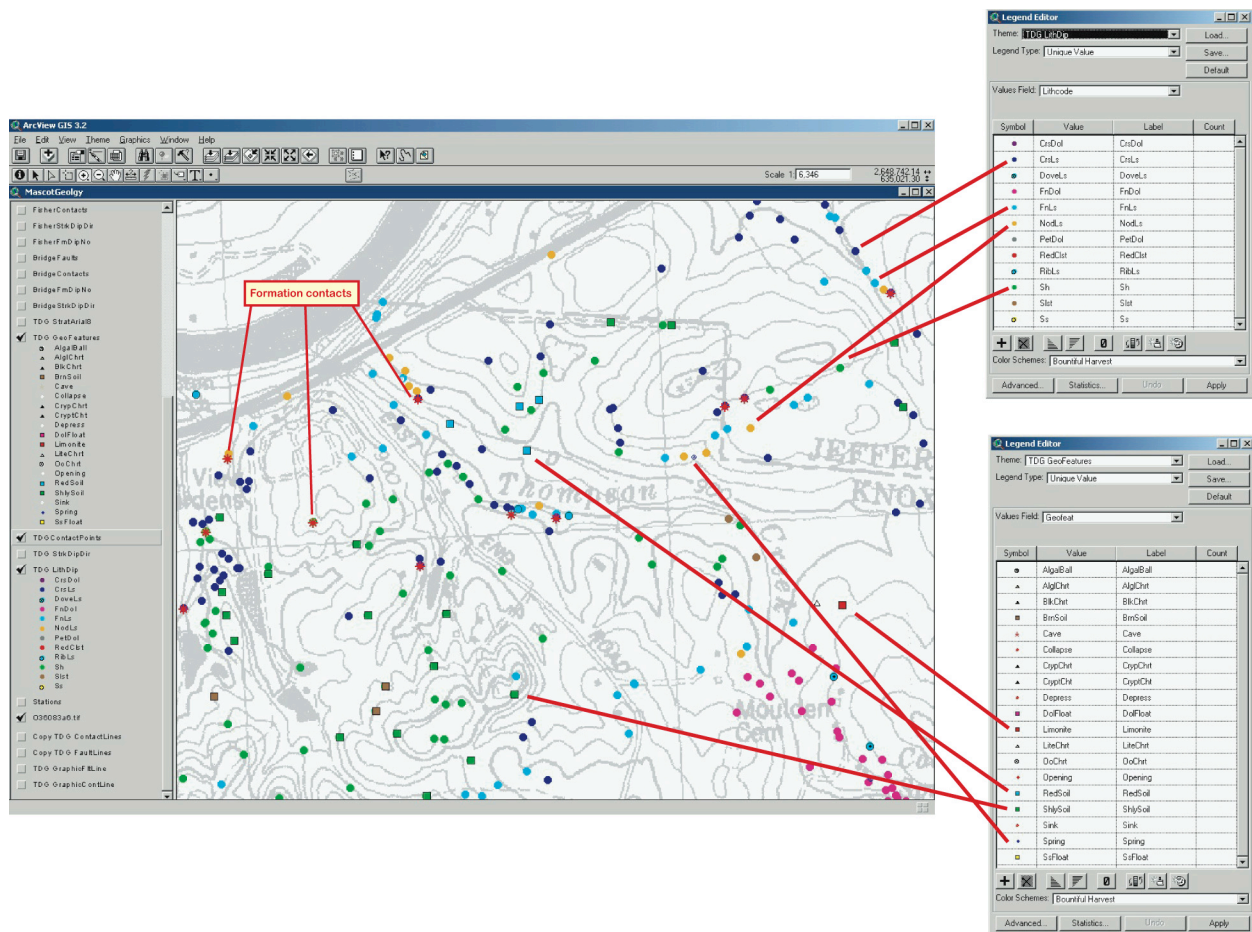 Legend Editor
Theme: TDG LithDip
Load...
Legend Type: Unique Value
Save...
Default
Values Field: Lithcode
Symbol Value Label Count
CrsDol CrsDol
CrsLs CrsLs
DoveLs DoveLs
FnDol FnDol
FnLs FnLs
NodLs NodLs
PetDol PetDol
RedClst RedClst
RibLs RibLs
Sh Sh
Slst Slst
Ss Ss
Color Schemes: Bountiful Harvest
Advanced... Statistics... Undo Apply
ArcView GIS 3.2
File Edit View Theme Graphics Window Help
Scale 1: 6,346
2,648,742.14
635,021.30
MascotGeolgy
FisherContacts
FisherStrkDipDir
FisherFmDipNo
BridgeFaults
BridgeContacts
BridgeFmDipNo
BridgeStrkDipDir
TDG StratArialB
TDG GeoFeatures
AlgalBall
AlglChrt
BlkChrt
BrnSoil
Cave
Collapse
CrypChrt
CryptChrt
Depress
DolFloat
Limonite
LiteChrt
OoChrt
Opening
RedSoil
ShlySoil
Sink
Spring
SsFloat
TDGContactPoints
TDG StrkDipDir
TDG LithDip
CrsDol
CrsLs
DoveLs
FnDol
FnLs
NodLs
PetDol
RedClst
RibLs
Sh
Slst
Ss
Stations
O36083a6.tif
Copy TDG ContactLines
Copy TDG FaultLines
TDG GraphicFltLine
TDG GraphicContLine
Formation contacts
JEFFER
KNOX
Thompson
Moulden
Cem
Legend Editor
Theme: TDG GeoFeatures
Load...
Legend Type: Unique Value
Save...
Default
Values Field: Geofeat
Symbol Value Label Count
AlgalBall AlgalBall
AlglChrt AlglChrt
BlkChrt BlkChrt
BrnSoil BrnSoil
Cave Cave
Collapse Collapse
CrypChrt CrypChrt
CryptChrt CryptChrt
Depress Depress
DolFloat DolFloat
Limonite Limonite
LiteChrt LiteChrt
OoChrt OoChrt
Opening Opening
RedSoil RedSoil
ShlySoil ShlySoil
Sink Sink
Spring Spring
SsFloat SsFloat
Color Schemes: Bountiful Harvest
Advanced... Statistics... Undo Apply